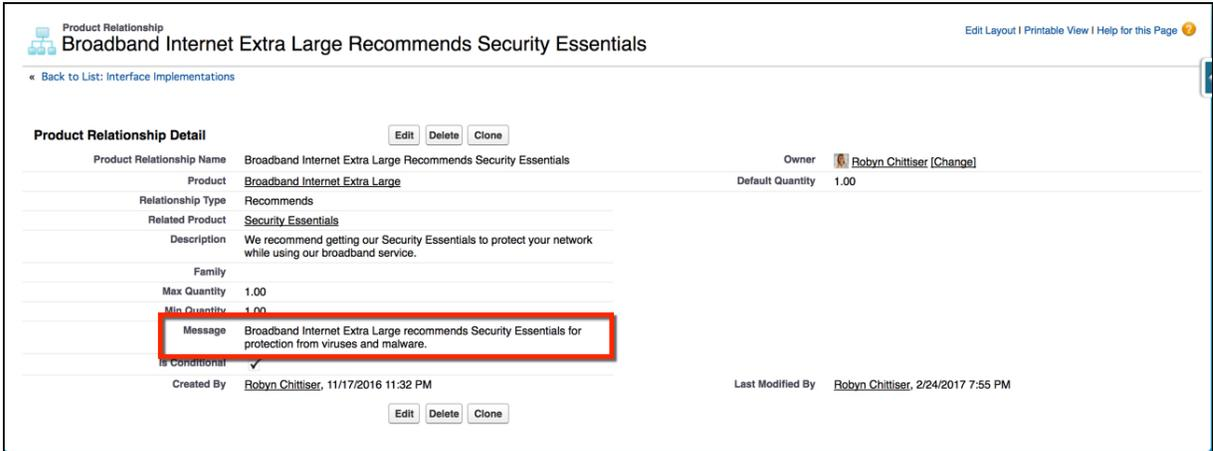 Product Relationship
Broadband Internet Extra Large Recommends Security Essentials
Edit Layout | Printable View | Help for this Page ?
« Back to List: Interface Implementations
Product Relationship Detail
Edit Delete Clone
Product Relationship Name Broadband Internet Extra Large Recommends Security Essentials Owner Robyn Chittiser [Change]
Product Broadband Internet Extra Large Default Quantity 1.00
Relationship Type Recommends
Related Product Security Essentials
Description We recommend getting our Security Essentials to protect your network
while using our broadband service.
Family
Max Quantity 1.00
Min Quantity 1.00
Message Broadband Internet Extra Large recommends Security Essentials for
protection from viruses and malware.
Is Conditional ✓
Created By Robyn Chittiser, 11/17/2016 11:32 PM Last Modified By Robyn Chittiser, 2/24/2017 7:55 PM
Edit Delete Clone